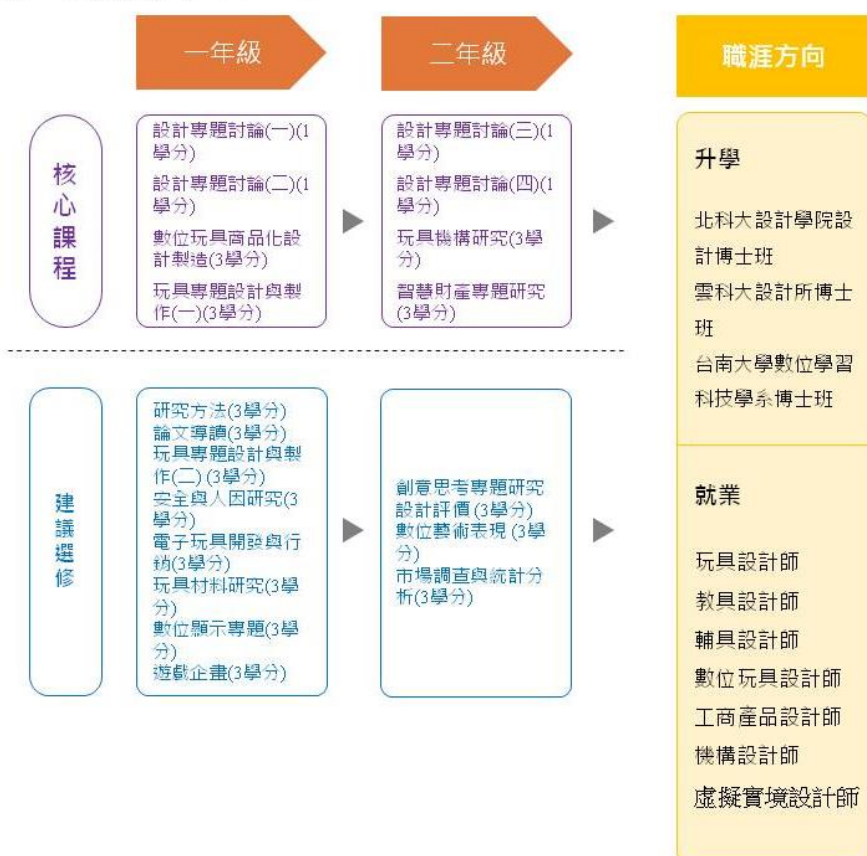 一年級
二年級
職涯方向
核
心
課
程
設計專題討論(一)(1
學分)
設計專題討論(二)(1
學分)
數位玩具商品化設
計製造(3學分)
玩具專題設計與製
作(一)(3學分)
設計專題討論(三)(1
學分)
設計專題討論(四)(1
學分)
玩具機構研究(3學
分)
智慧財產專題研究
(3學分)
建
議
選
修
研究方法(3學分)
論文導讀(3學分)
玩具專題設計與製
作(二) (3學分)
安全與人因研究(3
學分)
電子玩具開發與行
銷(3學分)
玩具材料研究(3學
分)
數位顯示專題(3學
分)
遊戲企畫(3學分)
創意思考專題研究
設計評價 (3學分)
數位藝術表現 (3學
分)
市場調查與統計分
析(3學分)
升學
北科大設計學院設
計博士班
雲科大設計所博士
班
台南大學數位學習
科技學系博士班
就業
玩具設計師
教具設計師
輔具設計師
數位玩具設計師
工商產品設計師
機構設計師
虛擬實境設計師